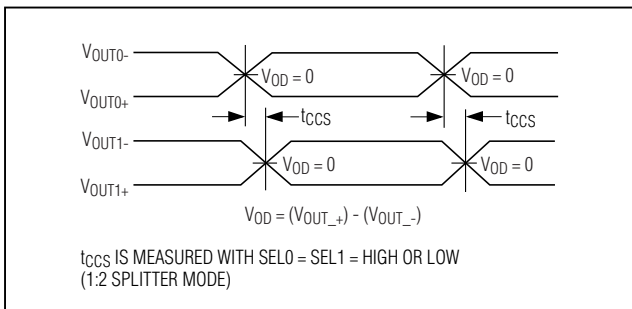 VOUT0-
VOD = 0 VOD = 0
VOUT0+
tCCS tCCS
VOUT1-
VOD = 0 VOD = 0
VOUT1+
VOD = (VOUT_+) - (VOUT_-)
tCCS IS MEASURED WITH SEL0 = SEL1 = HIGH OR LOW
(1:2 SPLITTER MODE)